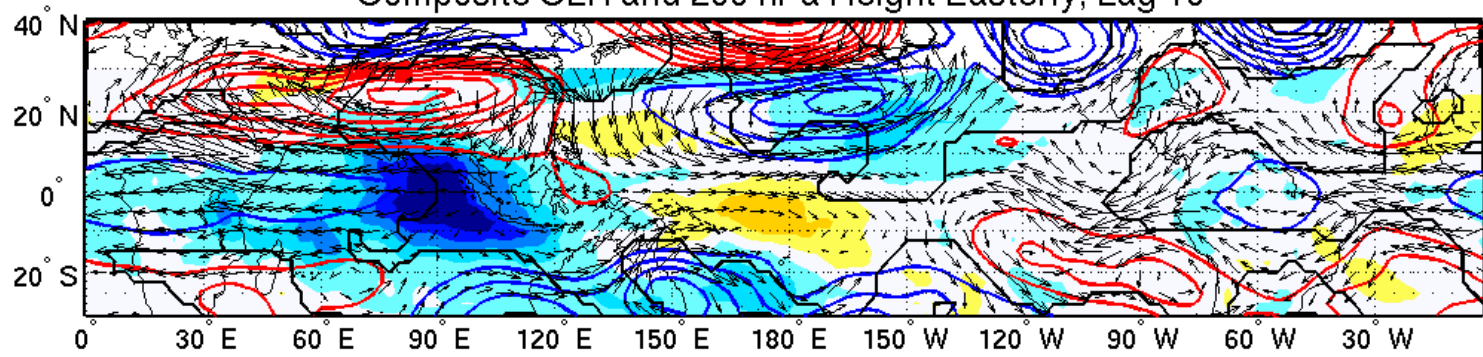 Composite OLR and 200 hPa Height Easterly, Lag 10
40° N
20° N
0°
20° S
0° 30° E 60° E 90° E 120° E 150° E 180° E 150° W 120° W 90° W 60° W 30° W